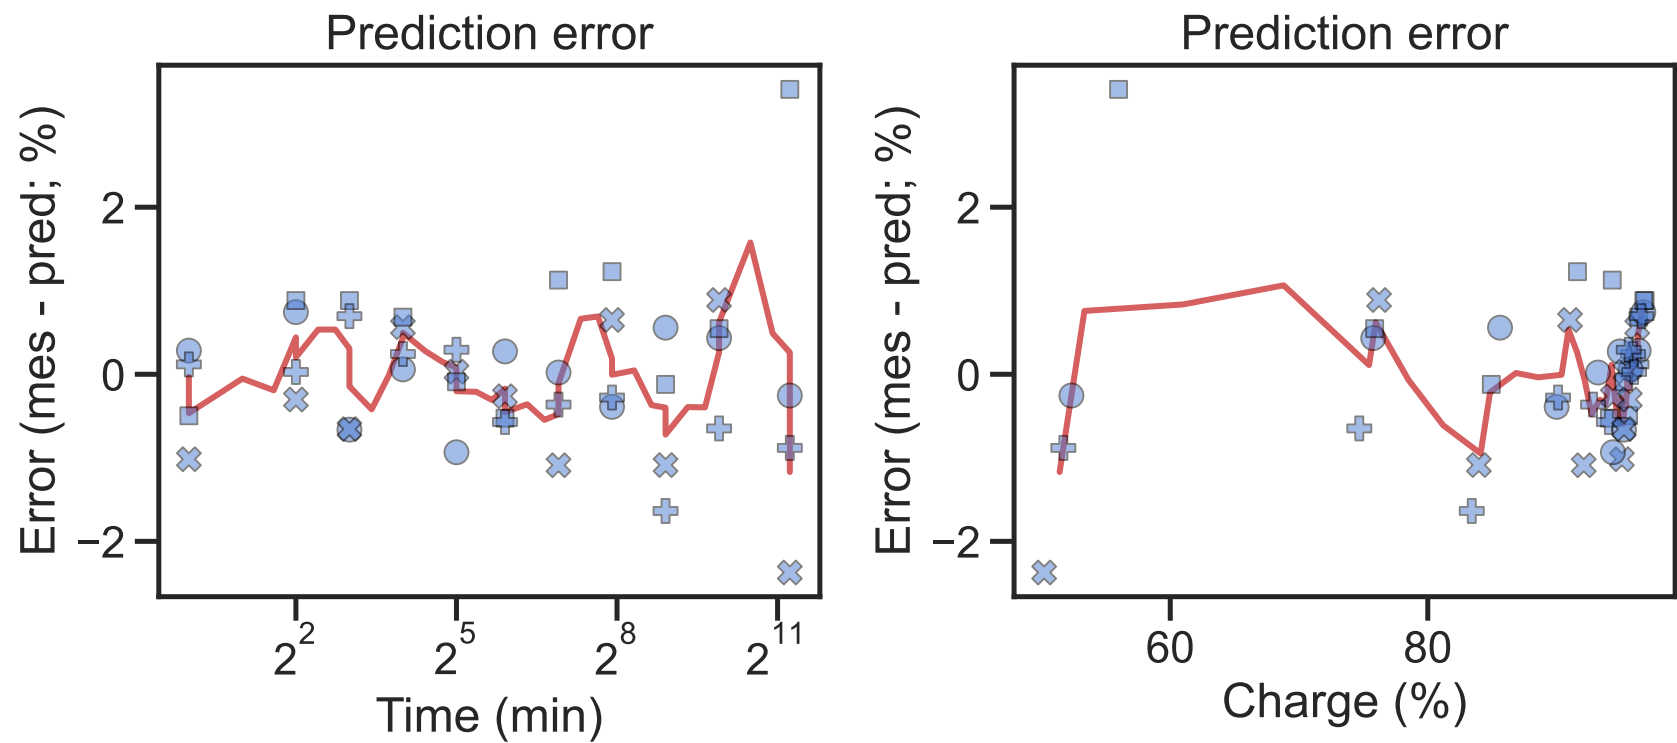 Prediction error
Error (mes - pred; %)
2
0
−2
2^2
2^5
2^8
2^11
Time (min)
Prediction error
Error (mes - pred; %)
2
0
−2
60
80
Charge (%)